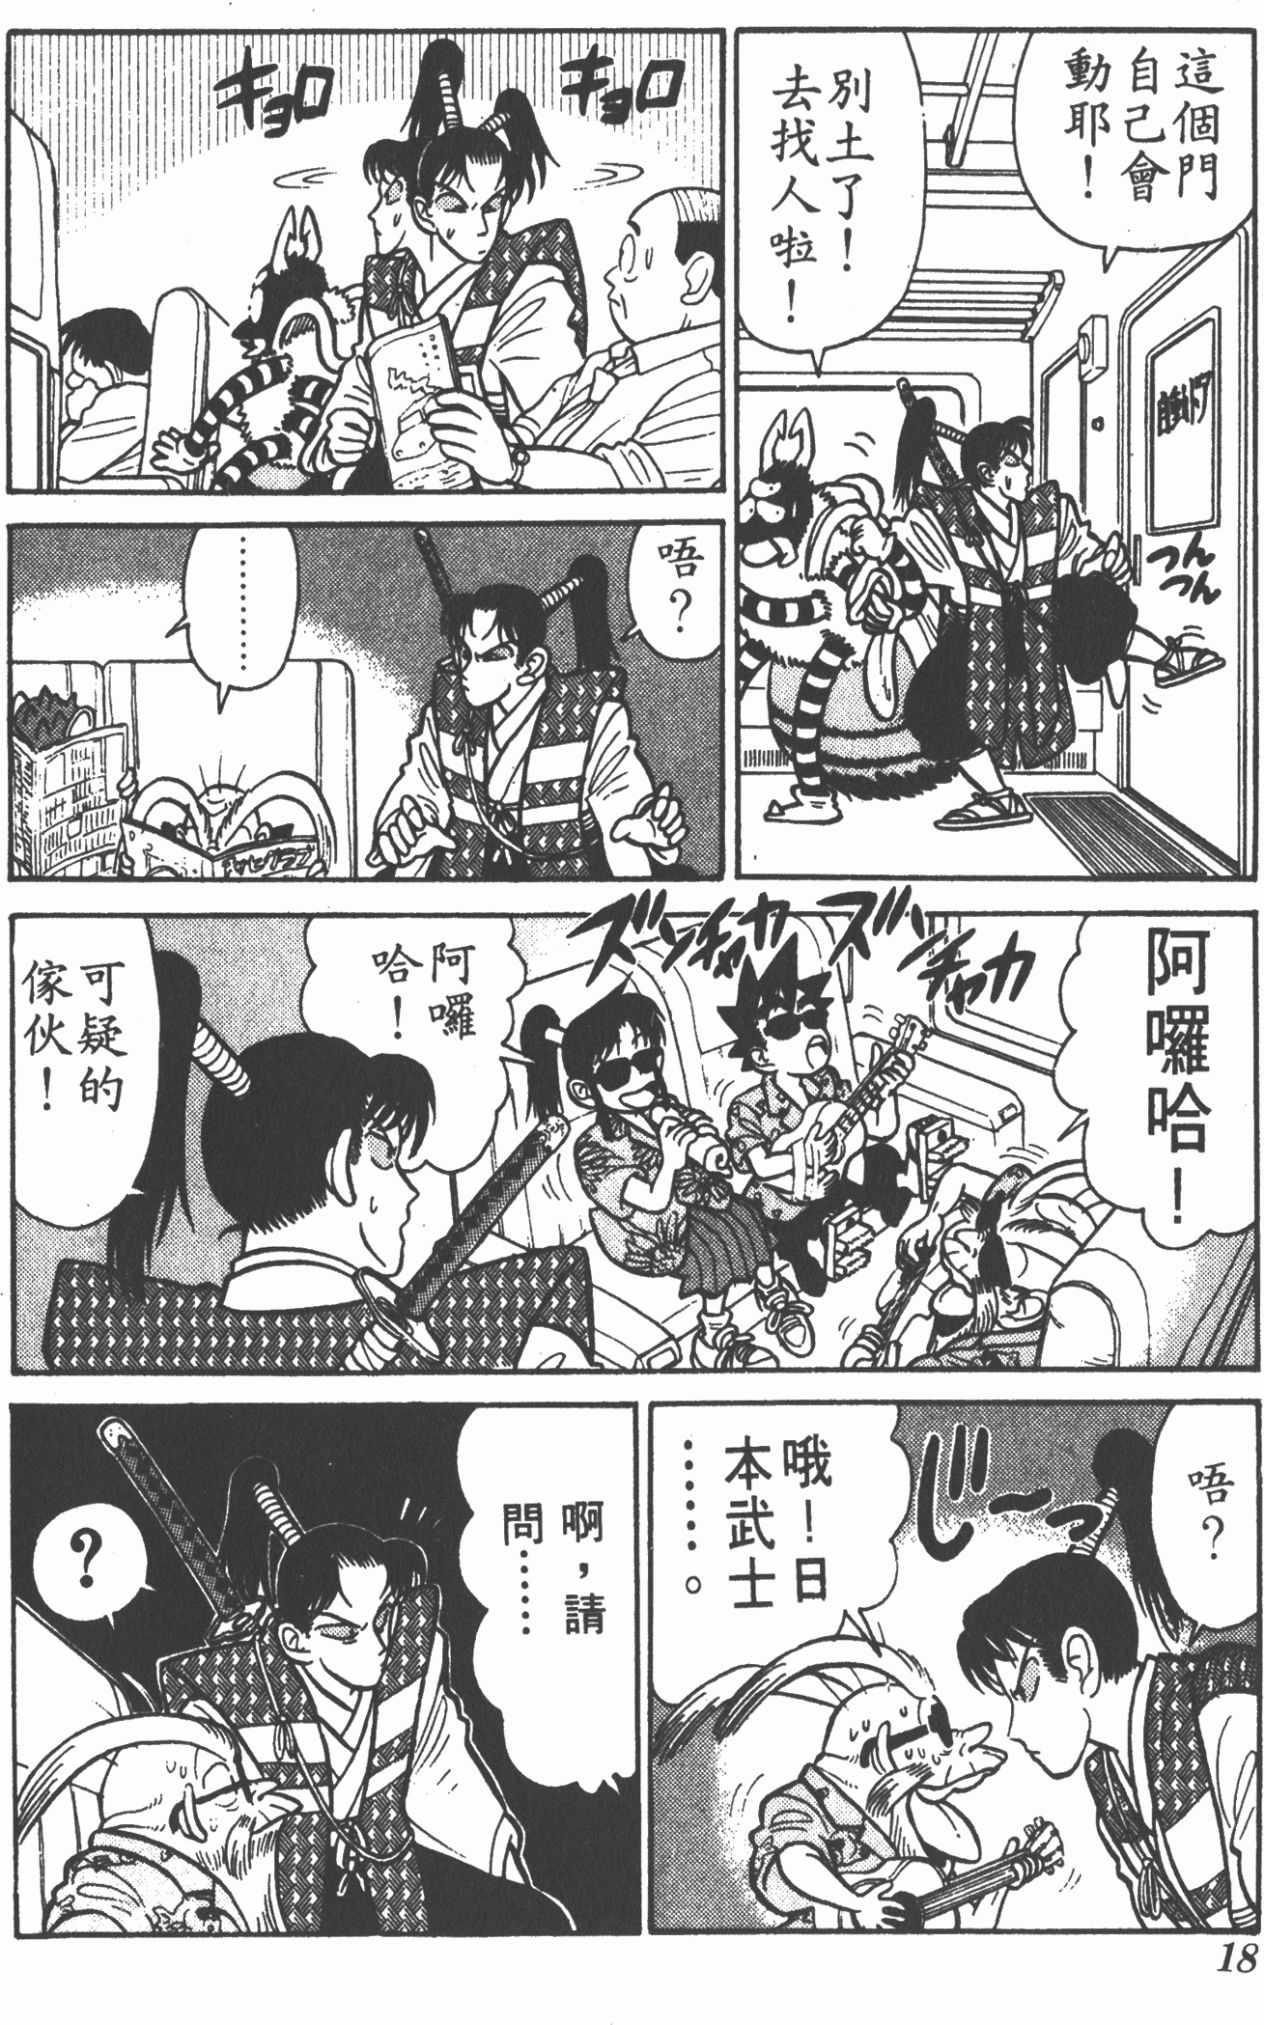 這個門
自己會
動耶！
別土了！
去找人啦！
自動ドア
つん
つん
キョロ
キョロ
唔？
⋯⋯⋯⋯
阿囉哈！
ズンチャカ
ズンチャカ
阿囉
哈！
可疑的
傢伙！
唔？
じーっ
哦！日
本武士
⋯⋯⋯。
啊，請
問⋯⋯
？
18